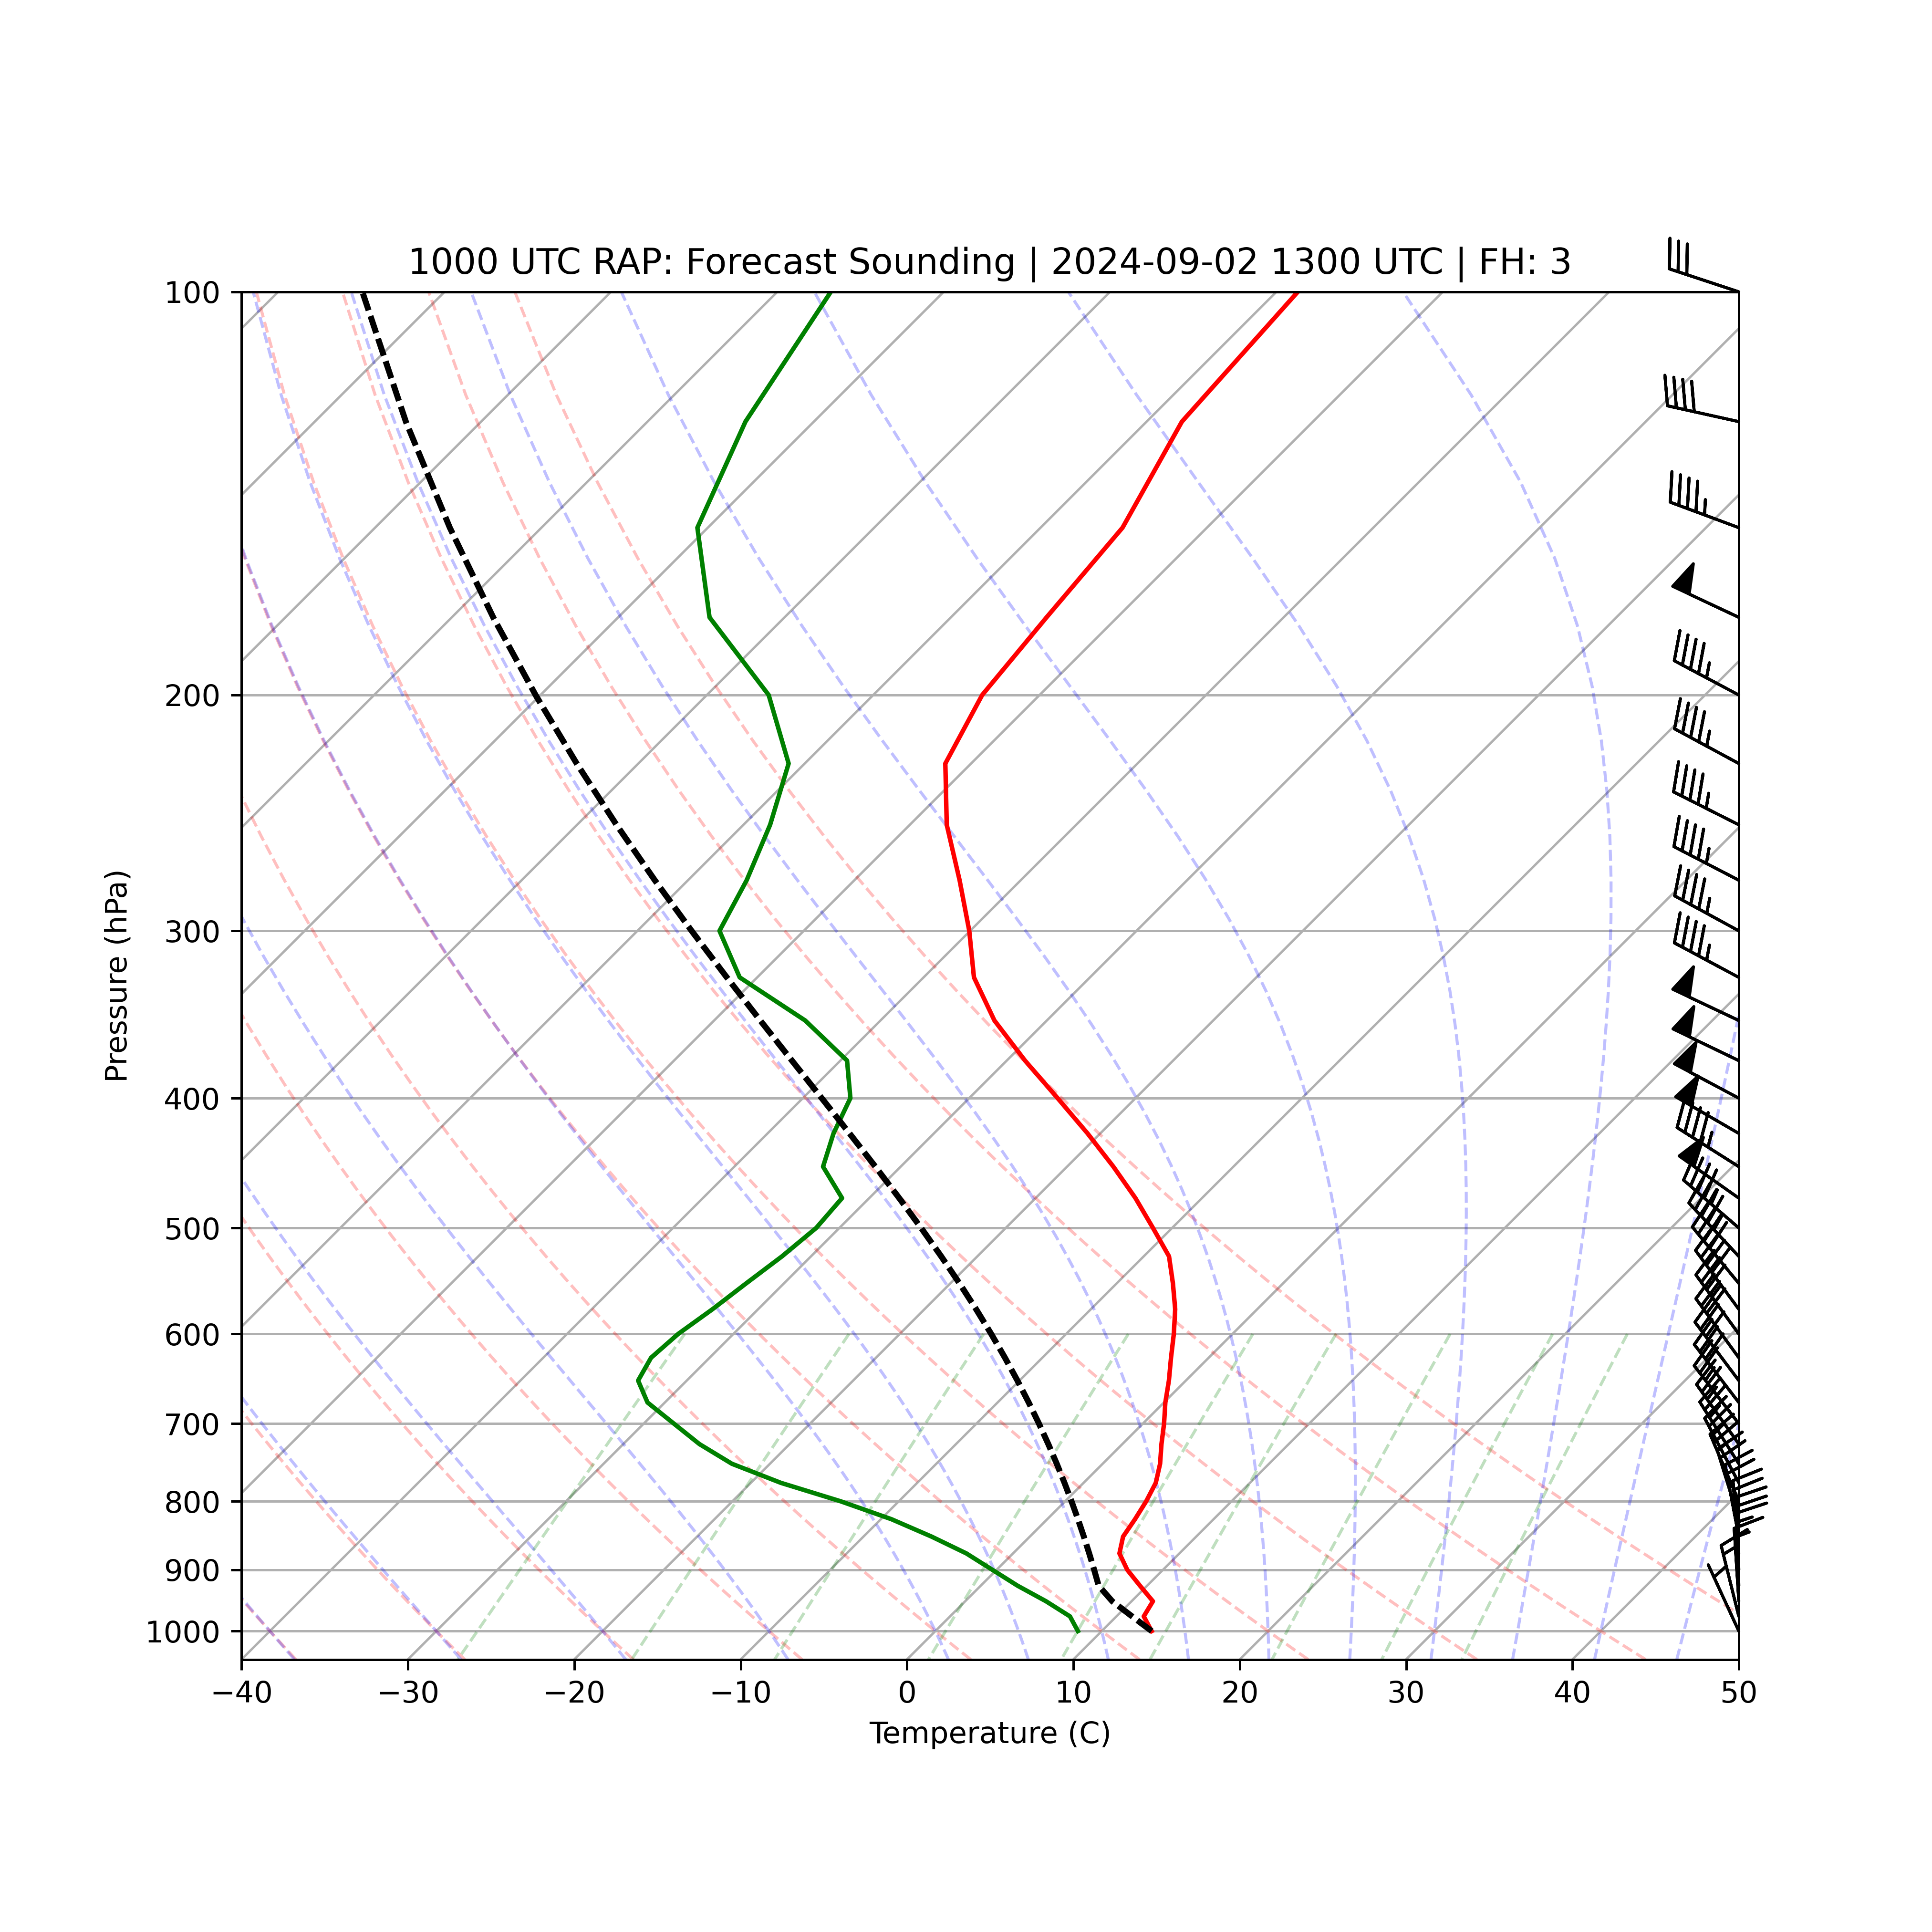 1000 UTC RAP: Forecast Sounding | 2024-09-02 1300 UTC | FH: 3
100
200
300
400
500
600
700
800
900
1000
Pressure (hPa)
−40 −30 −20 −10 0 10 20 30 40 50
Temperature (C)